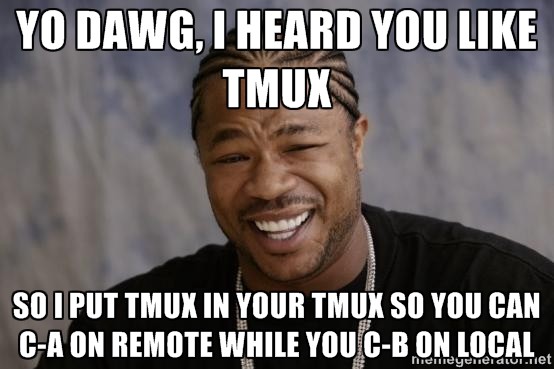 YO DAWG, I HEARD YOU LIKE
TMUX
SO I PUT TMUX IN YOUR TMUX SO YOU CAN
C-A ON REMOTE WHILE YOU C-B ON LOCAL
memegenerator.net